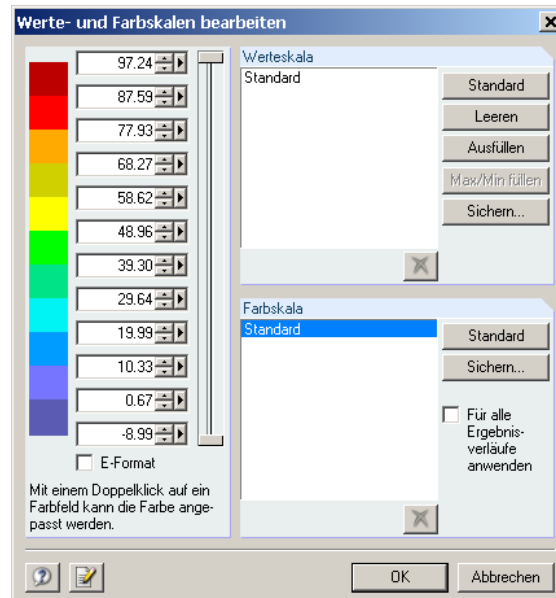 Werte- und Farbskalen bearbeiten
97.24
87.59
77.93
68.27
58.62
48.96
39.30
29.64
19.99
10.33
0.67
-8.99
E-Format
Mit einem Doppelklick auf ein
Farbfeld kann die Farbe ange-
passt werden.
Werteskala
Standard
Standard
Leeren
Ausfüllen
Max/Min füllen
Sichern...
Farbskala
Standard
Standard
Sichern...
Für alle
Ergebnis-
verläufe
anwenden
OK
Abbrechen